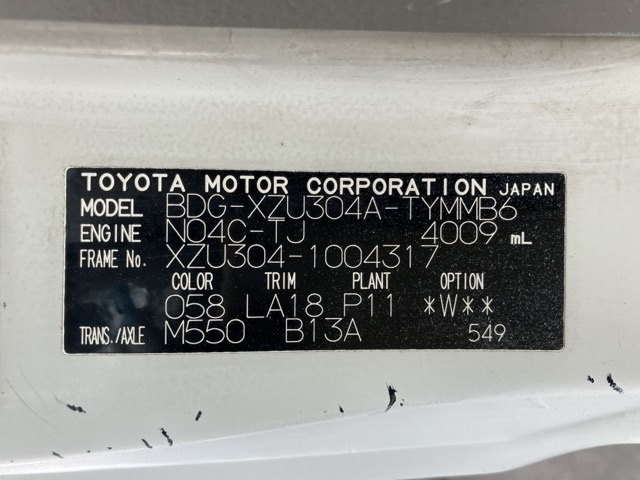 TOYOTA MOTOR CORPORATION JAPAN
MODEL BDG-XZU304A-TYMMB6
ENGINE N04C-TJ 4009 mL
FRAME No. XZU304-1004317
COLOR TRIM PLANT OPTION
058 LA18 P11 *W**
TRANS./AXLE M550 B13A 549